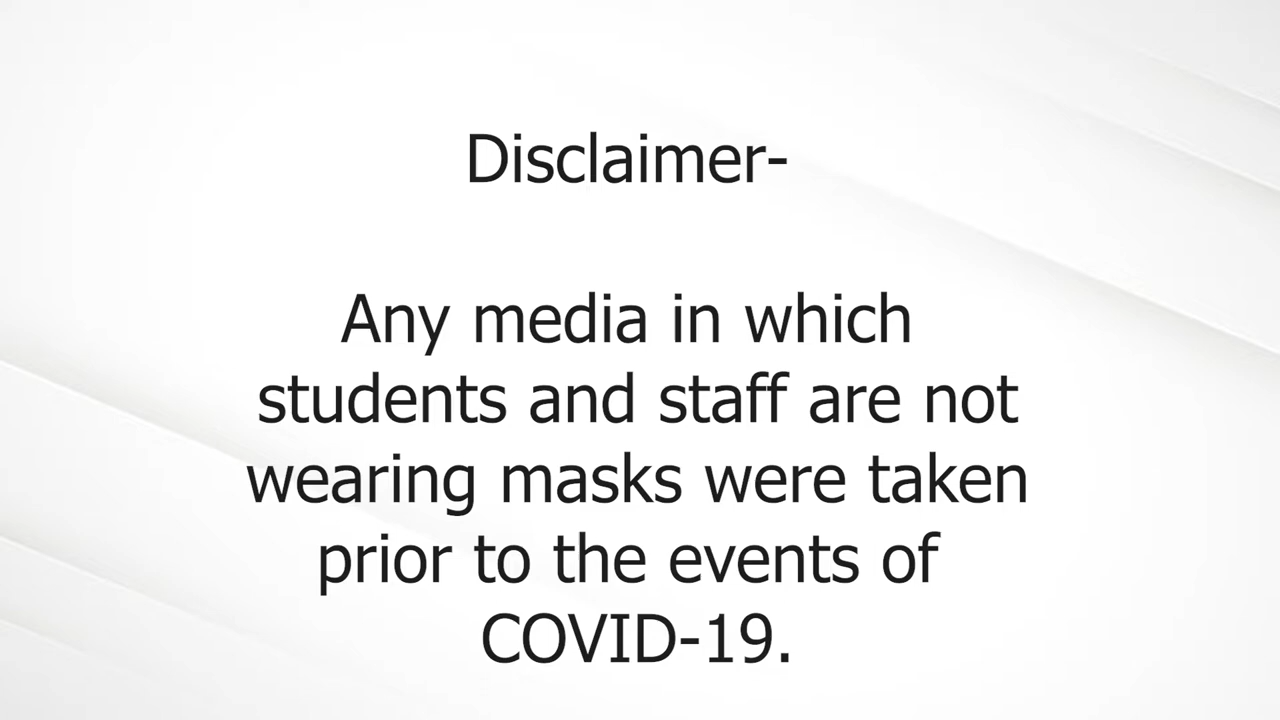 Disclaimer-
Any media in which
students and staff are not
wearing masks were taken
prior to the events of
COVID-19.